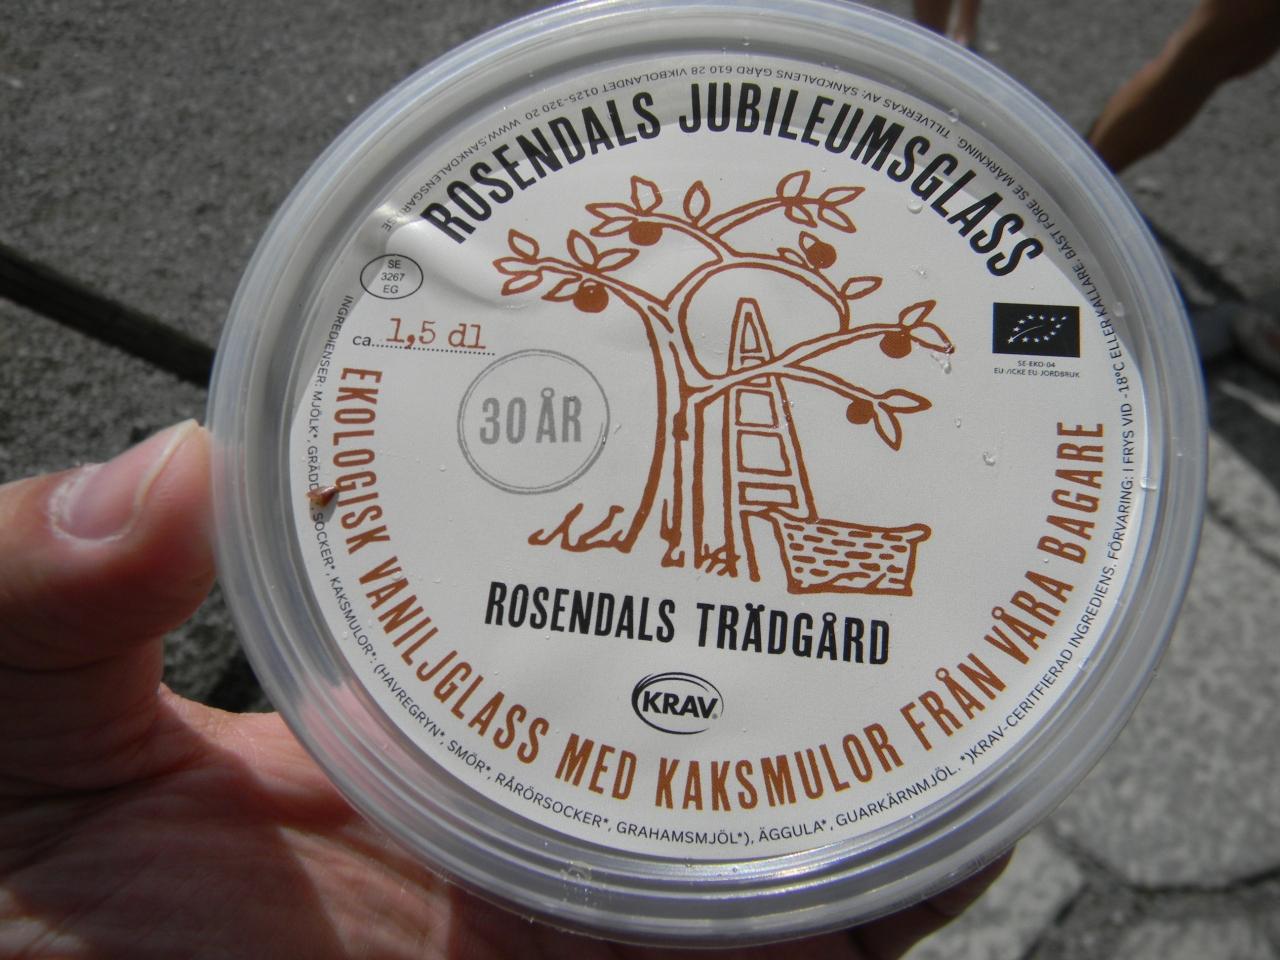 ROSENDALS JUBILEUMSGLASS
SE
3267
EG
ca. 1,5 dl
30 ÅR
SE-EKO-04
EU-/ICKE EU-JORDBRUK
ROSENDALS TRÄDGÅRD
KRAV
EKOLOGISK VANILJGLASS MED KAKSMULOR FRÅN VÅRA BAGARE
INGREDIENSER: MJÖLK*, SOCKER*, KAKSMULOR*: (HAVREGRYN*, SMÖR*, RÅRÖRSOCKER*, GRAHAMSMJÖL*), ÄGGULA*, GUARKÄRNMJÖL. *)KRAV-CERITFIERAD INGREDIENS. FÖRVARING: I FRYS VID -18°C ELLER KALLARE. BÄST FÖRE SE MÄRKNING. TILLVERKAS AV: SÄNKDALENS GÅRD 610 28 VIKBOLANDET 0125-320 20 WWW.SANKDALENSGARD.SE